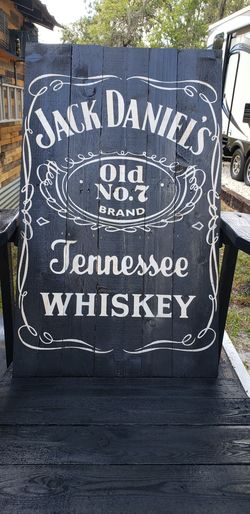 JACK DANIEL'S
Old
No.7
BRAND
Tennessee
WHISKEY